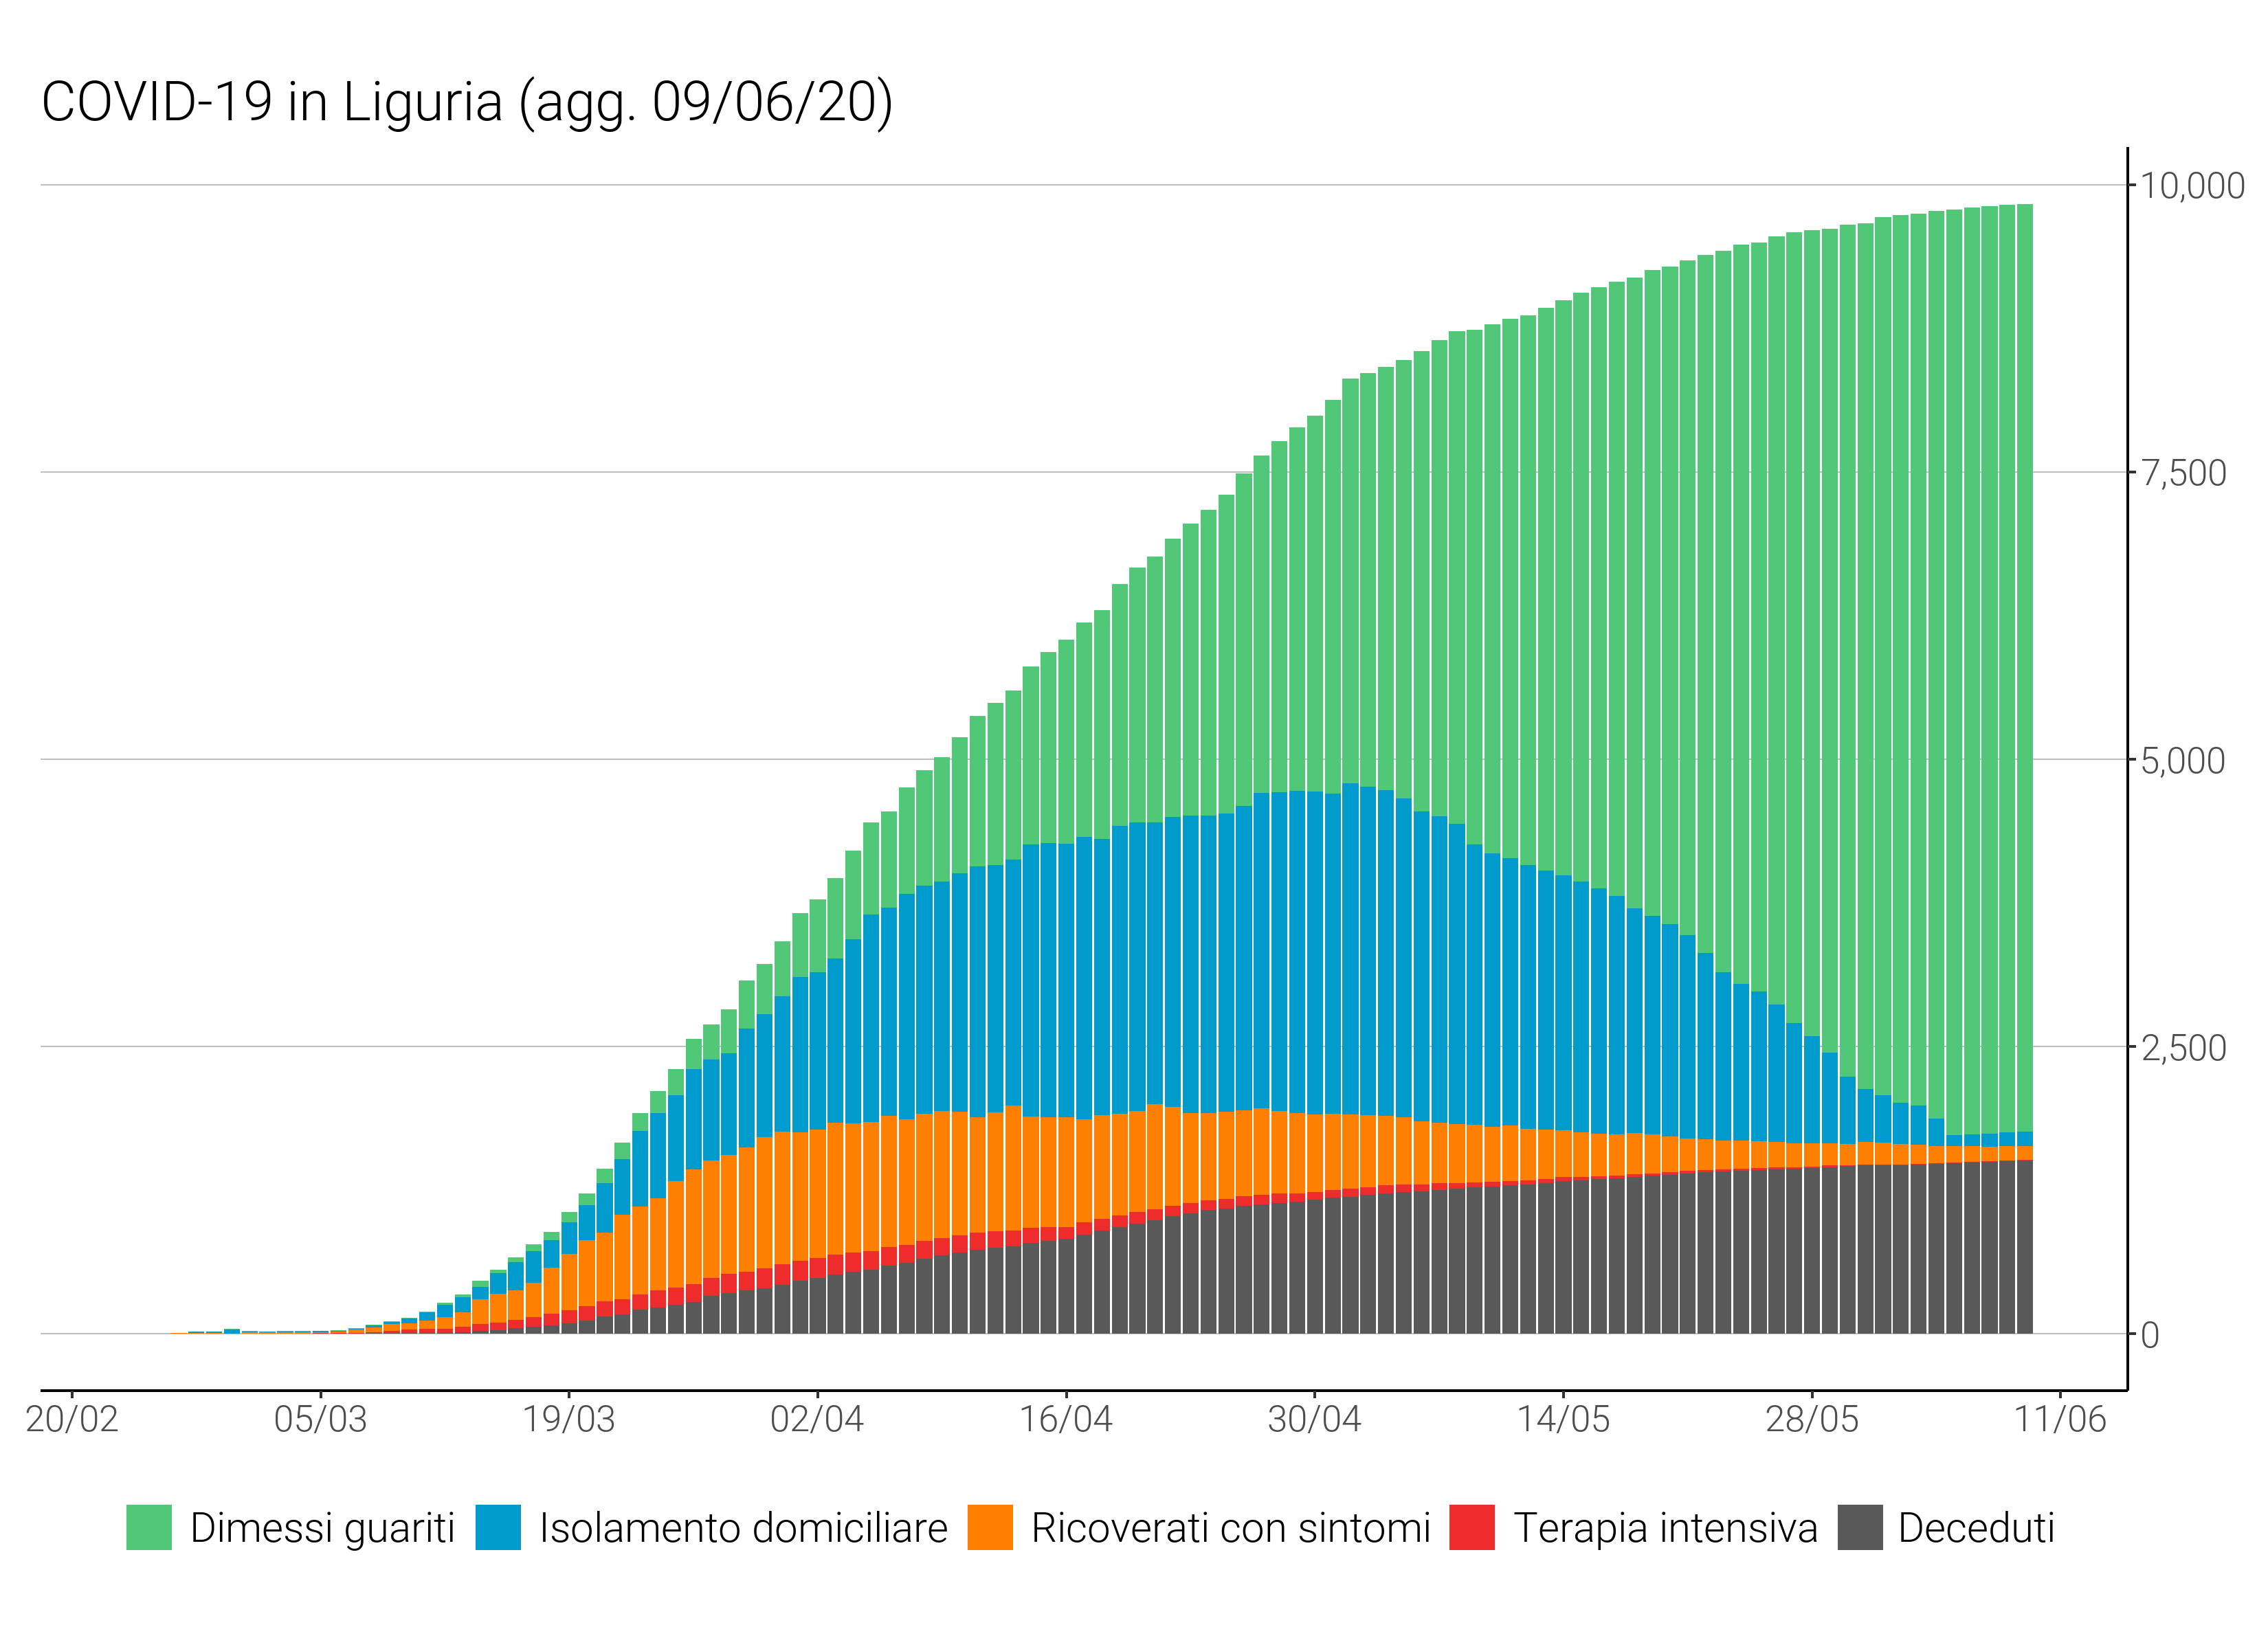 COVID-19 in Liguria (agg. 09/06/20)
10,000
7,500
5,000
2,500
0
20/02 05/03 19/03 02/04 16/04 30/04 14/05 28/05 11/06
Dimessi guariti Isolamento domiciliare Ricoverati con sintomi Terapia intensiva Deceduti